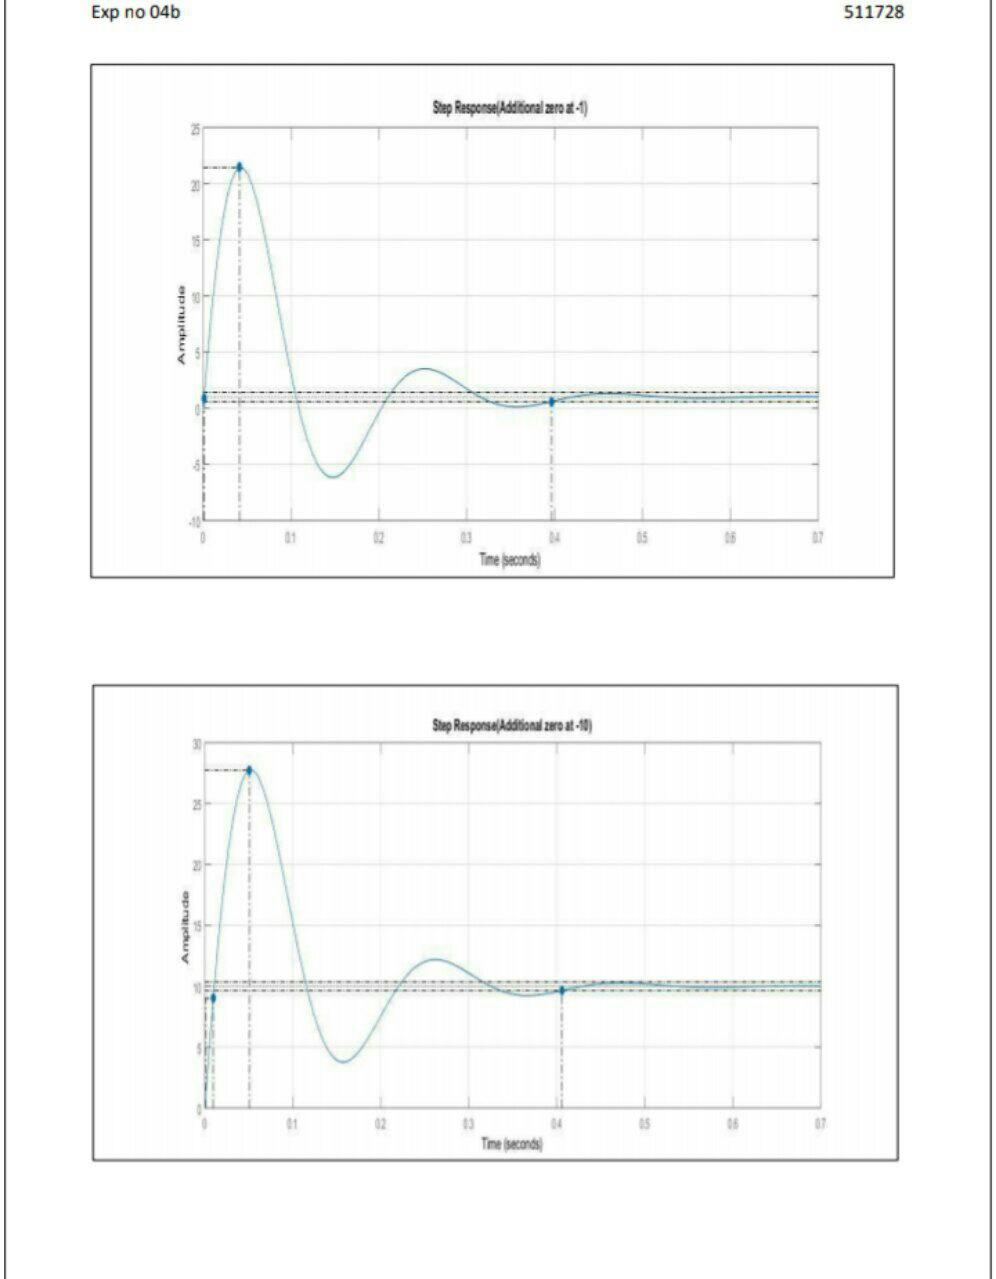 Exp no 04b 511728
Step Response(Additional zero at -1)
Amplitude
25
20
15
10
5
0
-5
-10
0 0.1 0.2 0.3 0.4 0.5 0.6 0.7
Time (seconds)
Step Response(Additional zero at -10)
Amplitude
30
25
20
15
10
5
0
0 0.1 0.2 0.3 0.4 0.5 0.6 0.7
Time (seconds)